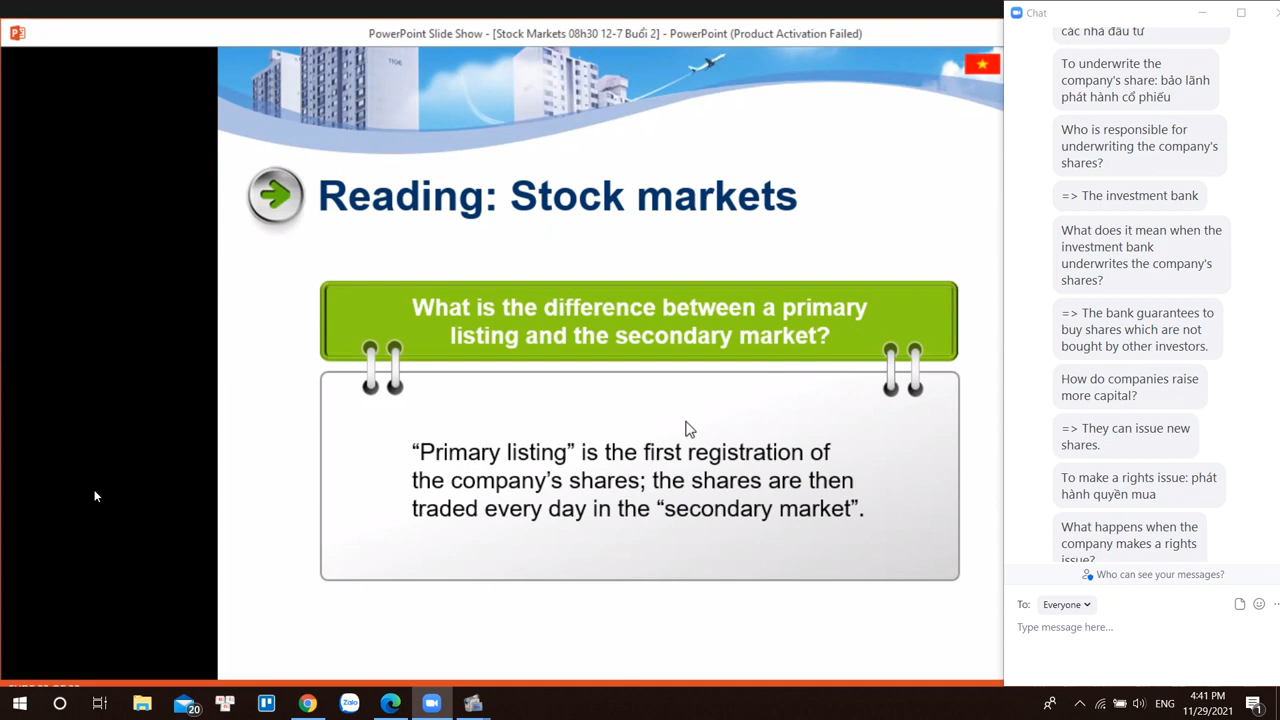 PowerPoint Slide Show - [Stock Markets 08h30 12-7 Buổi 2] - PowerPoint (Product Activation Failed)
1106
Reading: Stock markets
What is the difference between a primary
listing and the secondary market?
“Primary listing” is the first registration of
the company’s shares; the shares are then
traded every day in the “secondary market”.
Chat
các nhà đầu tư
To underwrite the
company's share: bảo lãnh
phát hành cổ phiếu
Who is responsible for
underwriting the company's
shares?
=> The investment bank
What does it mean when the
investment bank
underwrites the company's
shares?
=> The bank guarantees to
buy shares which are not
bought by other investors.
How do companies raise
more capital?
=> They can issue new
shares.
To make a rights issue: phát
hành quyền mua
What happens when the
company makes a rights
issue?
Who can see your messages?
To: Everyone
Type message here...
20
Zalo
ENG
4:41 PM
11/29/2021
1